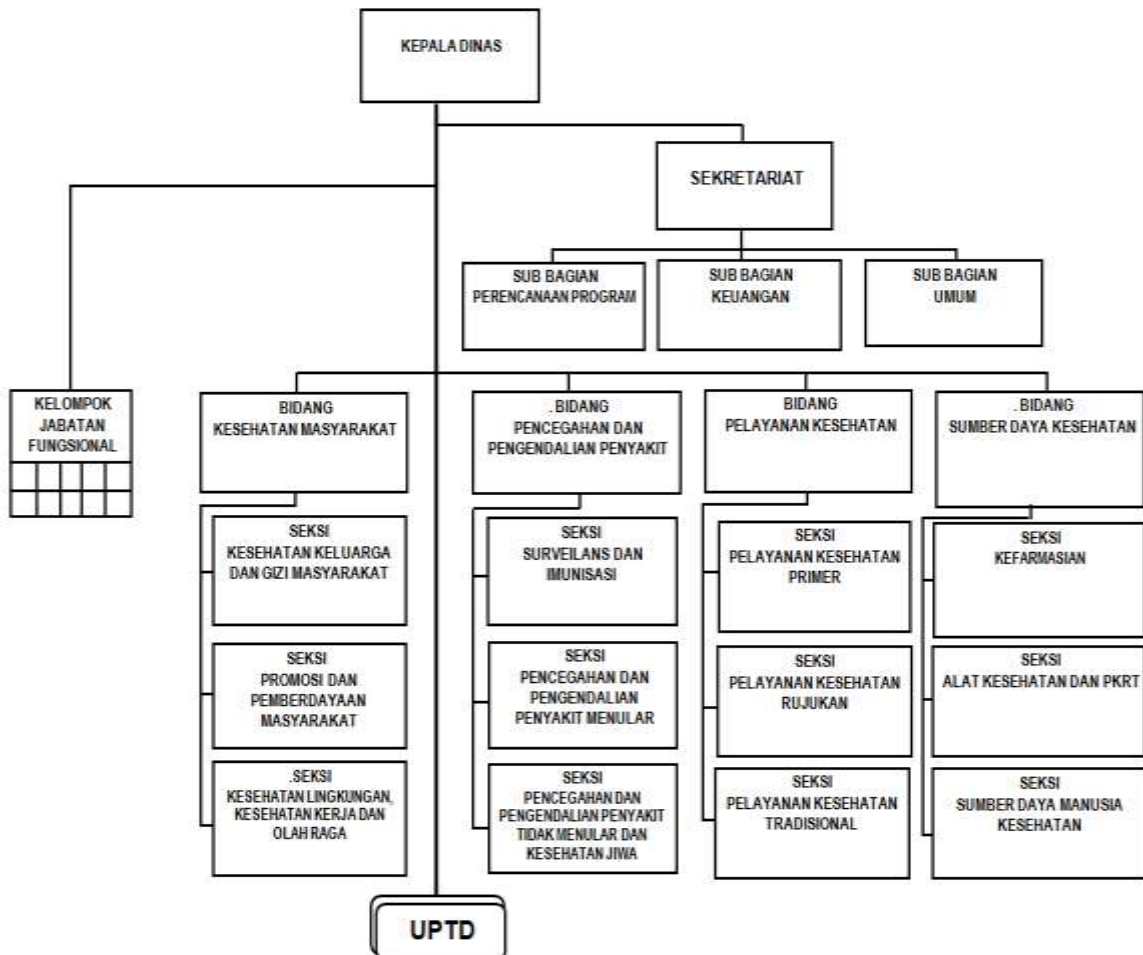 KEPALA DINAS
SEKRETARIAT
SUB BAGIAN
PERENCANAAN PROGRAM
SUB BAGIAN
KEUANGAN
SUB BAGIAN
UMUM
KELOMPOK
JABATAN
FUNGSIONAL
BIDANG
KESEHATAN MASYARAKAT
. BIDANG
PENCEGAHAN DAN
PENGENDALIAN PENYAKIT
BIDANG
PELAYANAN KESEHATAN
. BIDANG
SUMBER DAYA KESEHATAN
SEKSI
KESEHATAN KELUARGA
DAN GIZI MASYARAKAT
SEKSI
SURVEILANS DAN
IMUNISASI
SEKSI
PELAYANAN KESEHATAN
PRIMER
SEKSI
KEFARMASIAN
SEKSI
PROMOSI DAN
PEMBERDAYAAN
MASYARAKAT
SEKSI
PENCEGAHAN DAN
PENGENDALIAN
PENYAKIT MENULAR
SEKSI
PELAYANAN KESEHATAN
RUJUKAN
SEKSI
ALAT KESEHATAN DAN PKRT
.SEKSI
KESEHATAN LINGKUNGAN,
KESEHATAN KERJA DAN
OLAH RAGA
SEKSI
PENCEGAHAN DAN
PENGENDALIAN PENYAKIT
TIDAK MENULAR DAN
KESEHATAN JIWA
SEKSI
PELAYANAN KESEHATAN
TRADISIONAL
SEKSI
SUMBER DAYA MANUSIA
KESEHATAN
UPTD